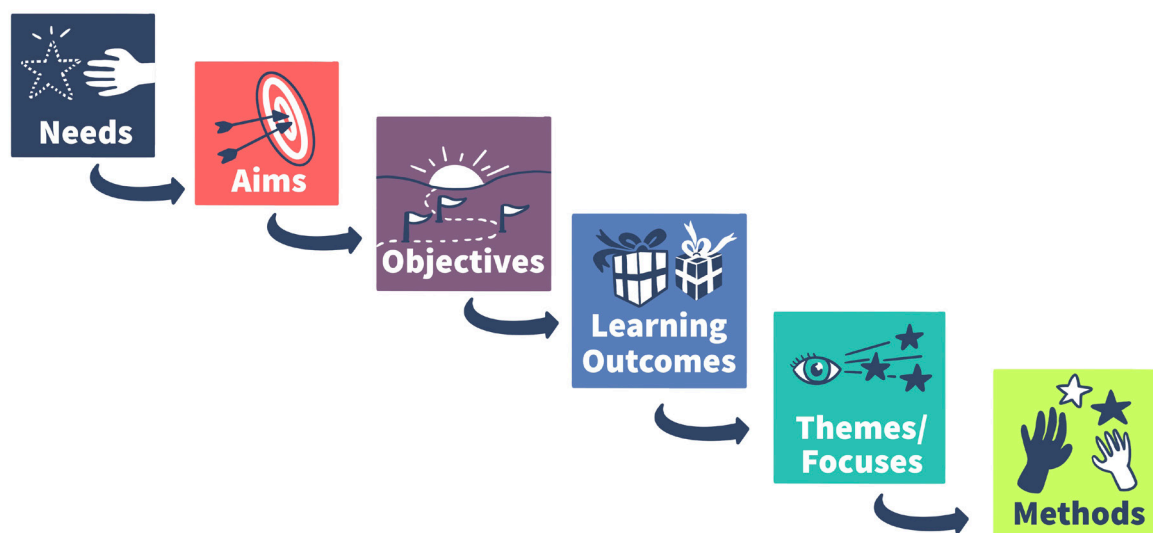 Needs
Aims
Objectives
Learning
Outcomes
Themes/
Focuses
Methods